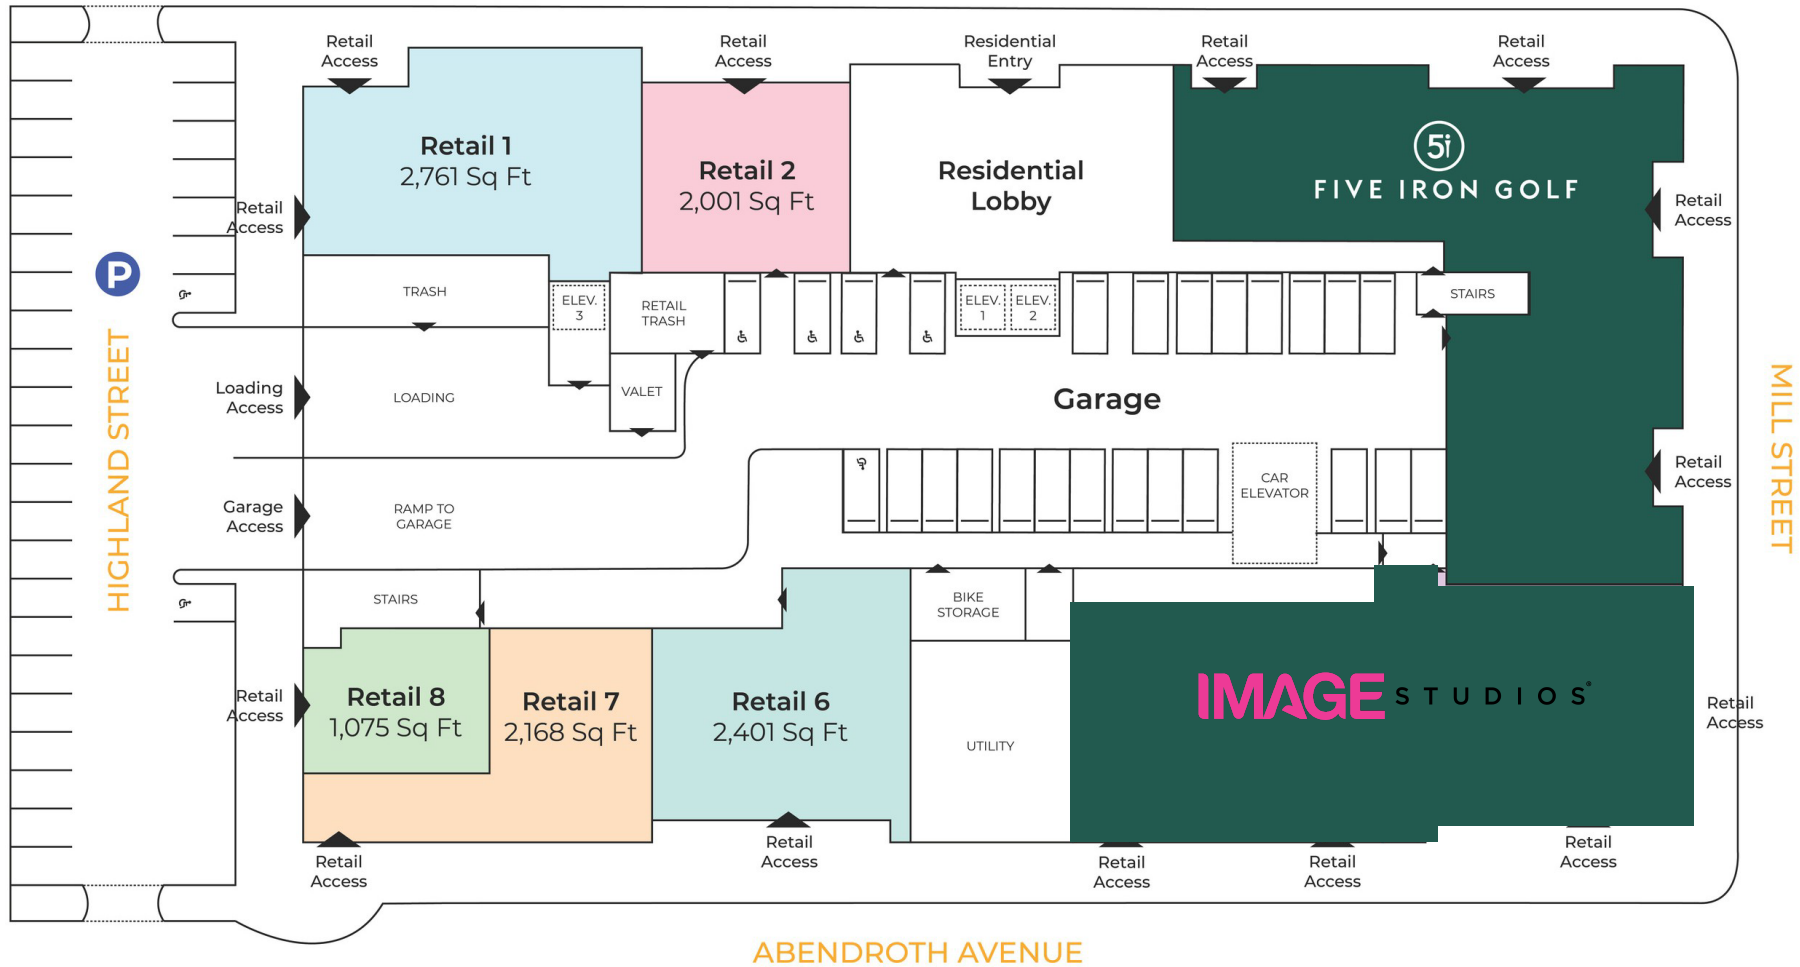 Retail
Access
Retail
Access
Residential
Entry
Retail
Access
Retail
Access
Retail 1
2,761 Sq Ft
Retail 2
2,001 Sq Ft
Residential
Lobby
5i
FIVE IRON GOLF
Retail
Access
Retail
Access
P
HIGHLAND STREET
TRASH
ELEV.
3
RETAIL
TRASH
ELEV.
1
ELEV.
2
STAIRS
Loading
Access
LOADING
VALET
Garage
MILL STREET
Retail
Access
Garage
Access
RAMP TO
GARAGE
CAR
ELEVATOR
STAIRS
BIKE
STORAGE
Retail
Access
Retail 8
1,075 Sq Ft
Retail 7
2,168 Sq Ft
Retail 6
2,401 Sq Ft
UTILITY
IMAGE STUDIOS®
Retail
Access
Retail
Access
Retail
Access
Retail
Access
Retail
Access
Retail
Access
ABENDROTH AVENUE